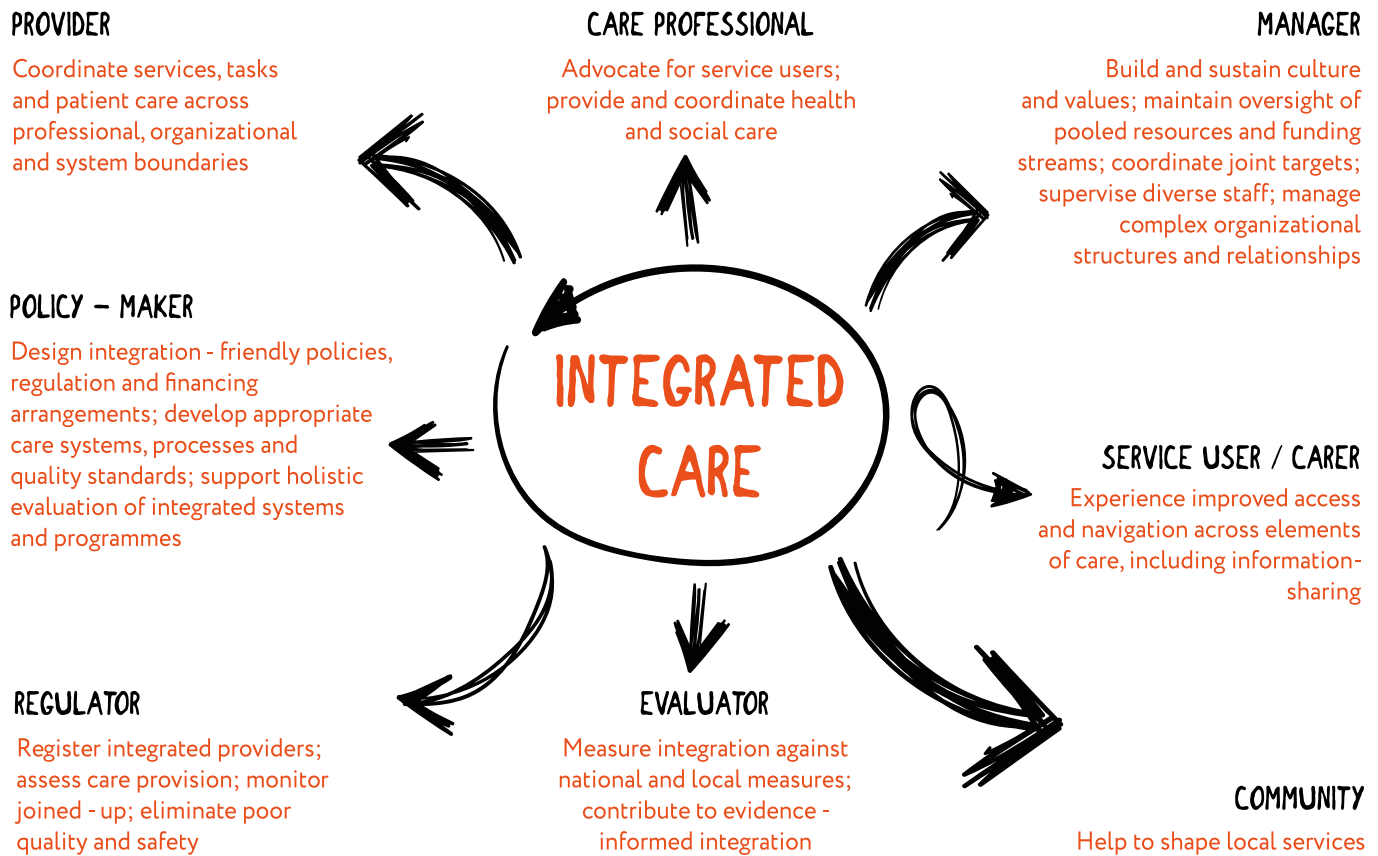 PROVIDER
Coordinate services, tasks
and patient care across
professional, organizational
and system boundaries
CARE PROFESSIONAL
Advocate for service users;
provide and coordinate health
and social care
MANAGER
Build and sustain culture
and values; maintain oversight of
pooled resources and funding
streams; coordinate joint targets;
supervise diverse staff; manage
complex organizational
structures and relationships
POLICY – MAKER
Design integration - friendly policies,
regulation and financing
arrangements; develop appropriate
care systems, processes and
quality standards; support holistic
evaluation of integrated systems
and programmes
INTEGRATED
CARE
SERVICE USER / CARER
Experience improved access
and navigation across elements
of care, including information-
sharing
REGULATOR
Register integrated providers;
assess care provision; monitor
joined - up; eliminate poor
quality and safety
EVALUATOR
Measure integration against
national and local measures;
contribute to evidence -
informed integration
COMMUNITY
Help to shape local services